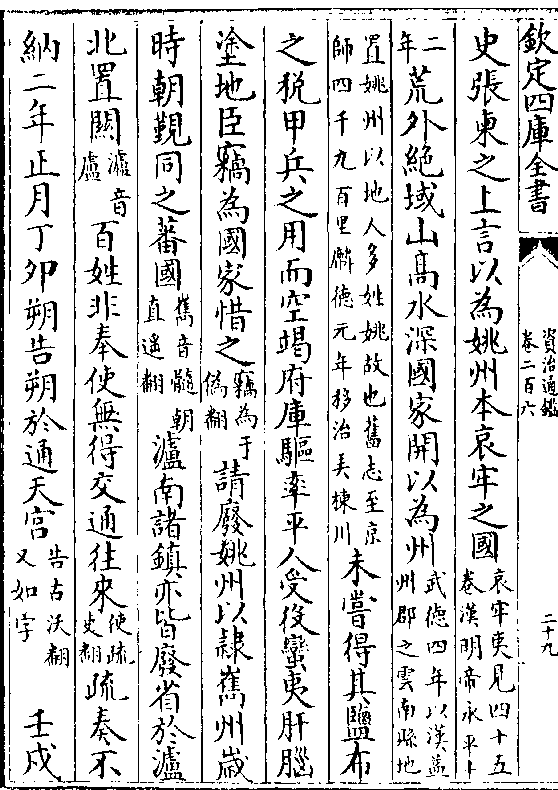 欽定四庫全書
資治通鑑
卷二百六
二十九
史張柬之上言以為姚州本哀牢之國哀牢夷見四十五
卷漢明帝永平十
二年荒外絶域山髙水深國家開以為州武德四年以漢益
州郡之雲南縣地
置姚州以地人多姓姚故也舊志至京
師四千九百里麟德元年移治弄棟川未嘗得其鹽布
之稅甲兵之用而空竭府庫驅率平人受役蠻夷肝腦
塗地臣竊為國家惜之竊為于
偽翻請廢姚州以隷嶲州歲
時朝覲同之蕃國嶲音髓朝
直遙翻瀘南諸鎮亦皆廢省於瀘
北置關瀘音
盧百姓非奉使無得交通往來使疏
吏翻疏奏不
納二年正月丁卯朔告朔於通天宫告古沃翻
又如字壬戌